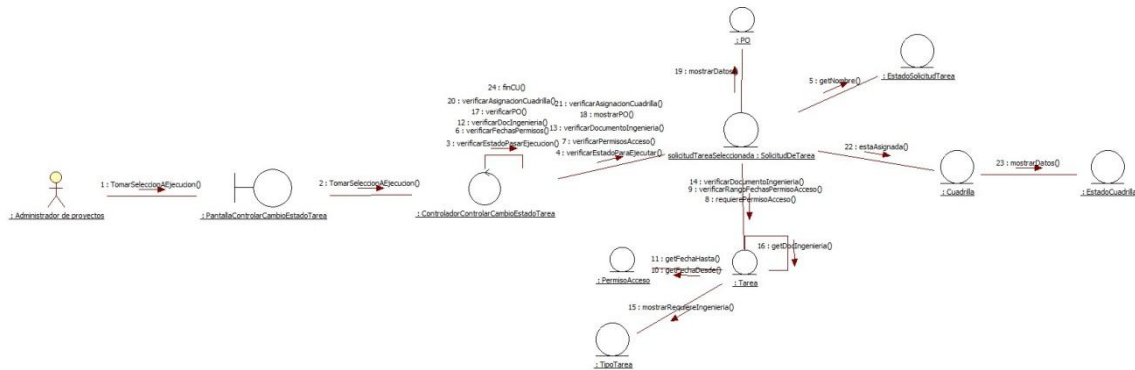 : PO
19 : mostrarDatos()
: EstadoSolicitudTarea
5 : getNombre()
24 : finCU()
20 : verificarAsignacionCuadrilla()
17 : verificarPO()
12 : verificarDocIngenieria()
6 : verificarFechasPermisos()
3 : verificarEstadoPasarEjecucion()
21 : verificarAsignacionCuadrilla()
18 : mostrarPO()
13 : verificarDocumentoIngenieria()
7 : verificarPermisosAcceso()
4 : verificarEstadoParaEjecutar()
solicitudTareaSeleccionada : SolicitudDeTarea
22 : estaAsignada()
: Cuadrilla
23 : mostrarDatos()
: EstadoCuadrilla
1 : TomarSeleccionAEjecucion()
: Administrador de proyectos
: PantallaControlarCambioEstadoTarea
2 : TomarSeleccionAEjecucion()
: ControladorControlarCambioEstadoTarea
14 : verificarDocumentoIngenieria()
9 : verificarRangoFechasPermisoAcceso()
8 : requierePermisoAcceso()
16 : getDocIngenieria()
11 : getFechaHasta()
10 : getFechaDesde()
: PermisoAcceso
: Tarea
15 : mostrarRequiereIngenieria()
: TipoTarea